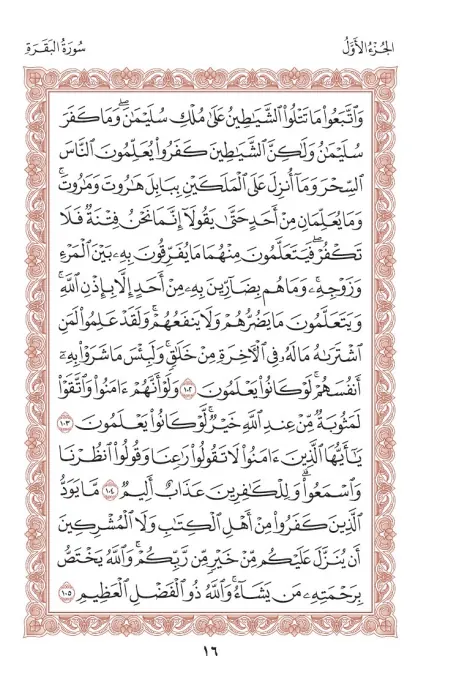 الجُزْءُ الأَوَّلُ
سُورَةُ البَقَرَةِ
وَٱتَّبَعُوا۟ مَا تَتْلُوا۟ ٱلشَّيَـٰطِينُ عَلَىٰ مُلْكِ سُلَيْمَـٰنَۖ وَمَا كَفَرَ
سُلَيْمَـٰنُ وَلَـٰكِنَّ ٱلشَّيَـٰطِينَ كَفَرُوا۟ يُعَلِّمُونَ ٱلنَّاسَ
ٱلسِّحْرَ وَمَآ أُنزِلَ عَلَى ٱلْمَلَكَيْنِ بِبَابِلَ هَـٰرُوتَ وَمَـٰرُوتَۚ
وَمَا يُعَلِّمَانِ مِنْ أَحَدٍ حَتَّىٰ يَقُولَآ إِنَّمَا نَحْنُ فِتْنَةٌ فَلَا
تَكْفُرْۖ فَيَتَعَلَّمُونَ مِنْهُمَا مَا يُفَرِّقُونَ بِهِۦ بَيْنَ ٱلْمَرْءِ
وَزَوْجِهِۦۚ وَمَا هُم بِضَآرِّينَ بِهِۦ مِنْ أَحَدٍ إِلَّا بِإِذْنِ ٱللَّهِۚ
وَيَتَعَلَّمُونَ مَا يَضُرُّهُمْ وَلَا يَنفَعُهُمْۚ وَلَقَدْ عَلِمُوا۟ لَمَنِ
ٱشْتَرَىٰهُ مَا لَهُۥ فِى ٱلْـَٔاخِرَةِ مِنْ خَلَـٰقٍۚ وَلَبِئْسَ مَا شَرَوْا۟ بِهِۦٓ
أَنفُسَهُمْۚ لَوْ كَانُوا۟ يَعْلَمُونَ ١٠٢ وَلَوْ أَنَّهُمْ ءَامَنُوا۟ وَٱتَّقَوْا۟
لَمَثُوبَةٌ مِّنْ عِندِ ٱللَّهِ خَيْرٌۚ لَّوْ كَانُوا۟ يَعْلَمُونَ ١٠٣
يَـٰٓأَيُّهَا ٱلَّذِينَ ءَامَنُوا۟ لَا تَقُولُوا۟ رَٰعِنَا وَقُولُوا۟ ٱنظُرْنَا
وَٱسْمَعُوا۟ۗ وَلِلْكَـٰفِرِينَ عَذَابٌ أَلِيمٌ ١٠٤ مَّا يَوَدُّ
ٱلَّذِينَ كَفَرُوا۟ مِنْ أَهْلِ ٱلْكِتَـٰبِ وَلَا ٱلْمُشْرِكِينَ
أَن يُنَزَّلَ عَلَيْكُم مِّنْ خَيْرٍ مِّن رَّبِّكُمْۗ وَٱللَّهُ يَخْتَصُّ
بِرَحْمَتِهِۦ مَن يَشَآءُۚ وَٱللَّهُ ذُو ٱلْفَضْلِ ٱلْعَظِيمِ ١٠٥
١٦